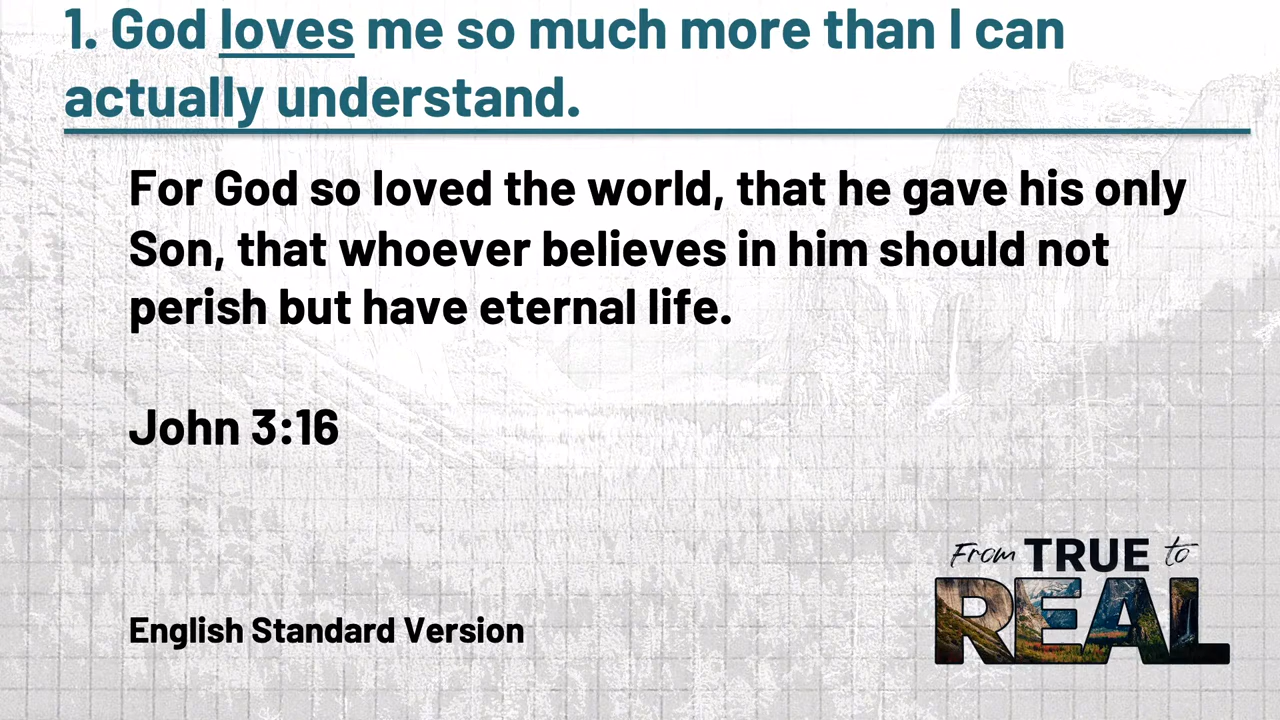 1. God loves me so much more than I can
actually understand.
For God so loved the world, that he gave his only
Son, that whoever believes in him should not
perish but have eternal life.
John 3:16
From TRUE to
REAL
English Standard Version